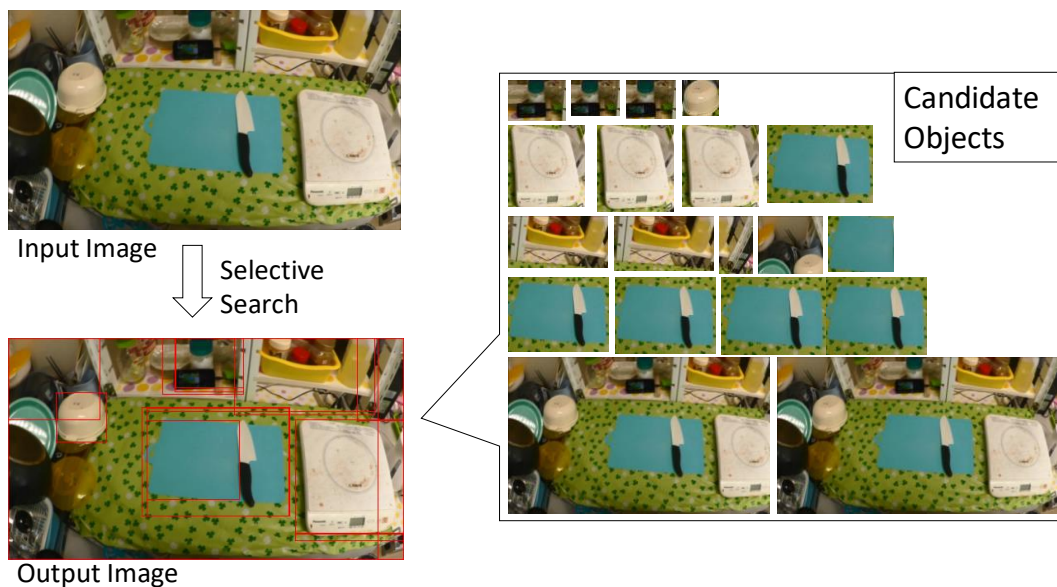 Input Image
Selective
Search
Output Image
Candidate
Objects